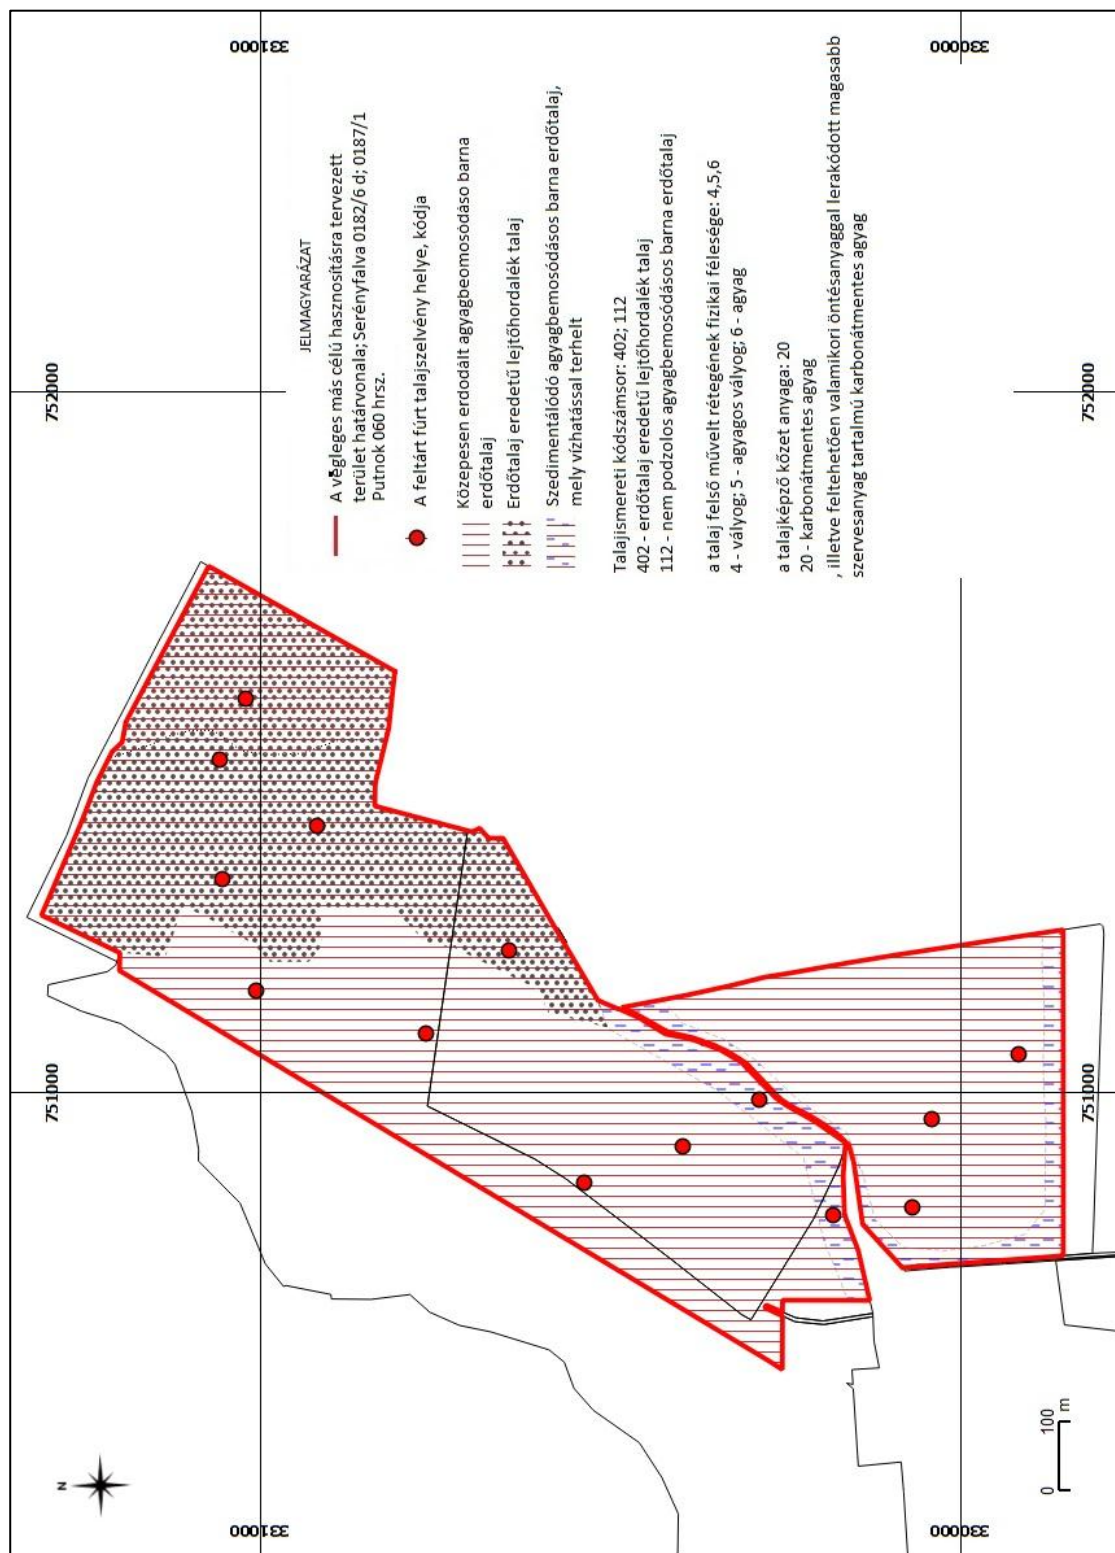 331000
330000
752000
752000
JELMAGYARÁZAT
A végleges más célú hasznosításra tervezett
terület határvonala; Serényfalva 0182/6 d; 0187/1
Putnok 060 hrsz.
A feltárt fúrt talajszelvény helye, kódja
Közepesen erdodált agyagbeomosódáso barna
erdőtalaj
Erdőtalaj eredetű lejtőhordalék talaj
Szedimentálódó agyagbemosódásos barna erdőtalaj,
mely vízhatással terhelt
Talajismereti kódszámsor: 402; 112
402 - erdőtalaj eredetű lejtőhordalék talaj
112 - nem podzolos agyagbemosódásos barna erdőtalaj
a talaj felső művelt rétegének fizikai félesége: 4,5,6
4 - vályog; 5 - agyagos vályog; 6 - agyag
a talajképző kőzet anyaga: 20
20 - karbonátmentes agyag
, illetve feltehetően valamikori öntésanyaggal lerakódott magasabb
szervesanyag tartalmú karbonátmentes agyag
751000
751000
N
0 100
m
331000
330000